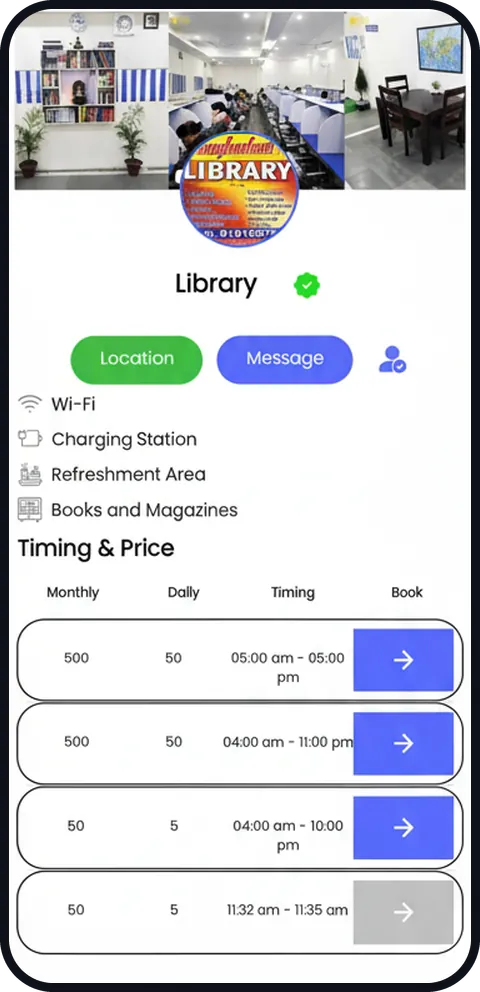 LIBRARY
Library
Location
Message
Wi-Fi
Charging Station
Refreshment Area
Books and Magazines
Timing & Price
Monthly Dally Timing Book
500 50 05:00 am - 05:00
pm
500 50 04:00 am - 11:00 pm
50 5 04:00 am - 10:00
pm
50 5 11:32 am - 11:35 am